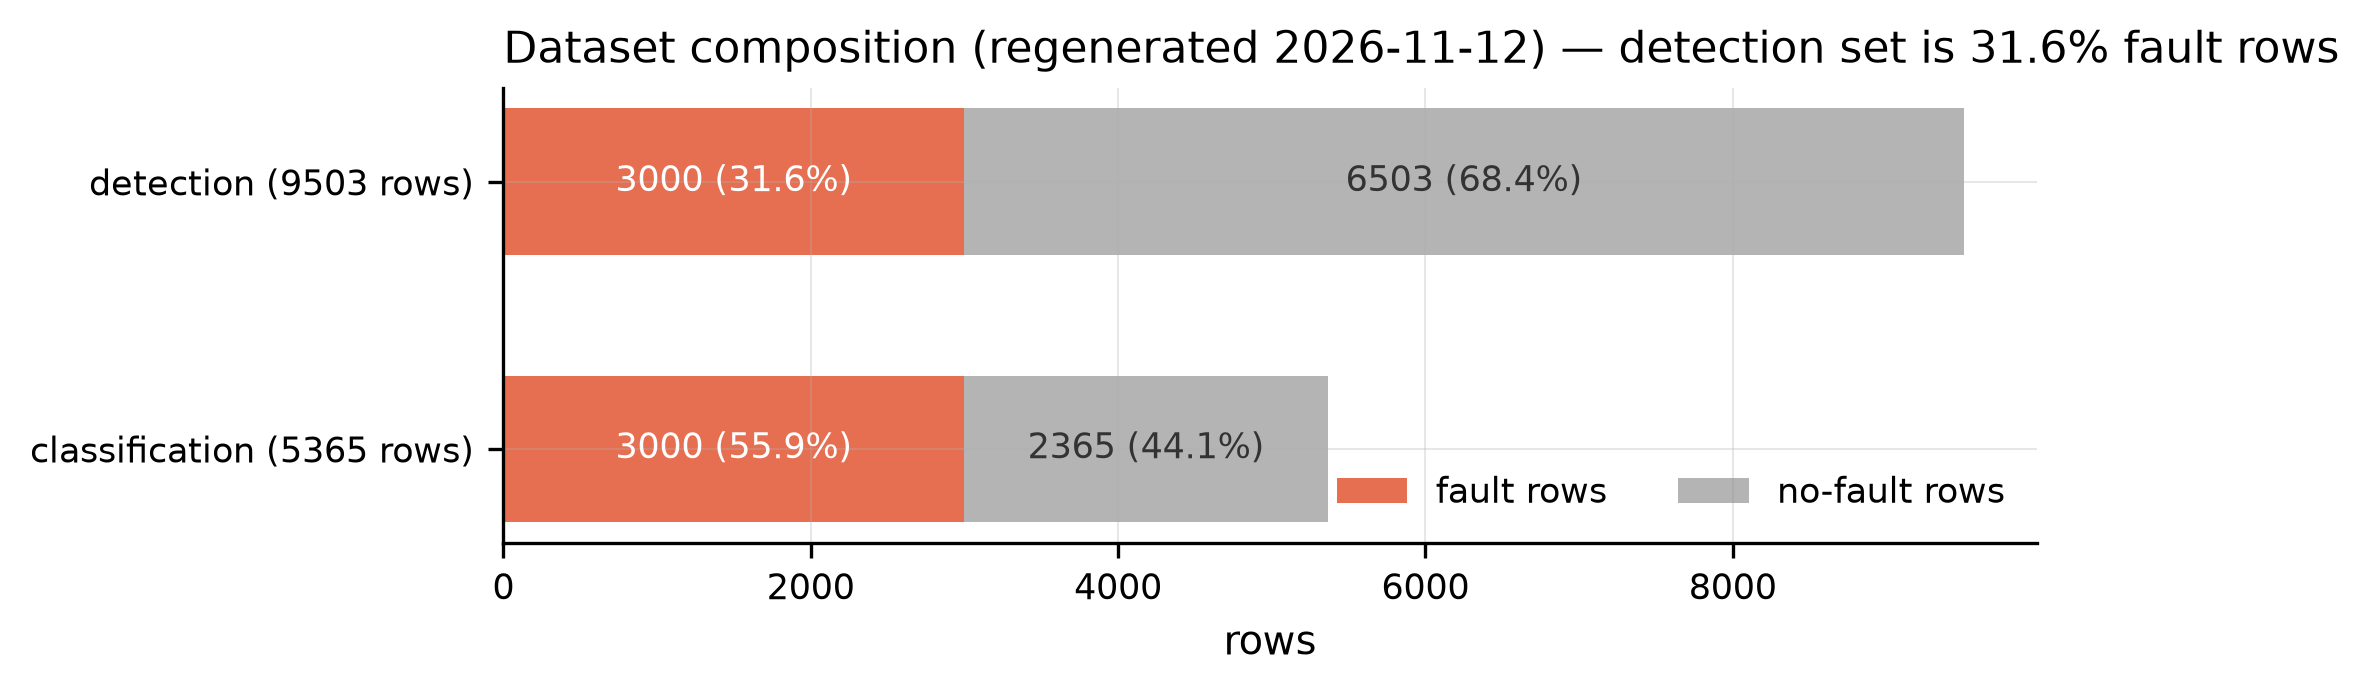 Dataset composition (regenerated 2026-11-12) — detection set is 31.6% fault rows
detection (9503 rows)
3000 (31.6%)
6503 (68.4%)
classification (5365 rows)
3000 (55.9%)
2365 (44.1%)
fault rows
no-fault rows
0
2000
4000
6000
8000
rows